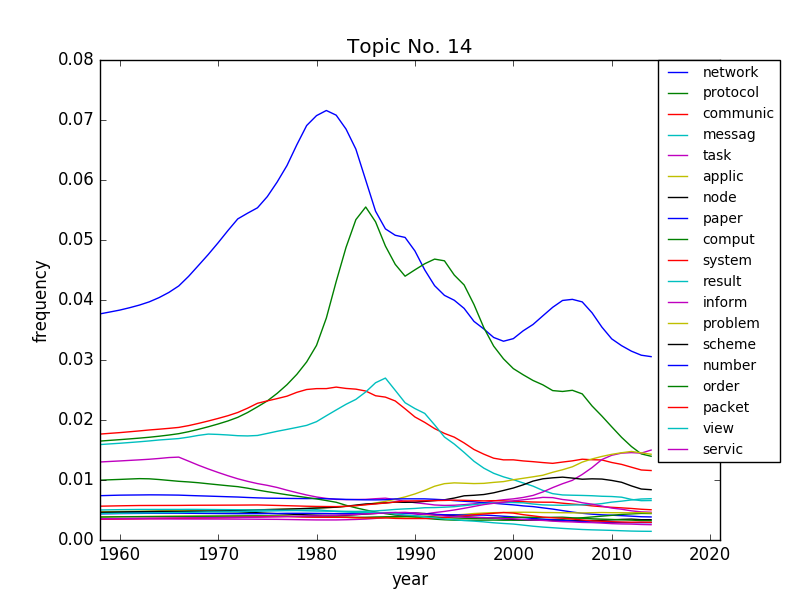 Topic No. 14
0.08
0.07
0.06
0.05
0.04
0.03
0.02
0.01
0.00
frequency
1960 1970 1980 1990 2000 2010 2020
year
network
protocol
communic
messag
task
applic
node
paper
comput
system
result
inform
problem
scheme
number
order
packet
view
servic